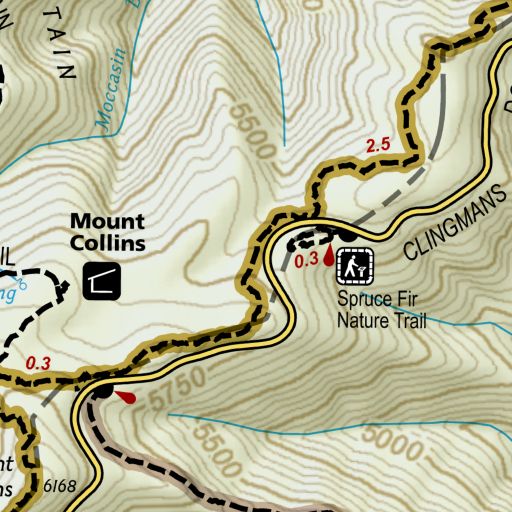 TAIN
Moccasin
5500
2.5
CLINGMANS
Mount
Collins
0.3
Spruce Fir
Nature Trail
IL
0.3
5750
5500
5000
6168